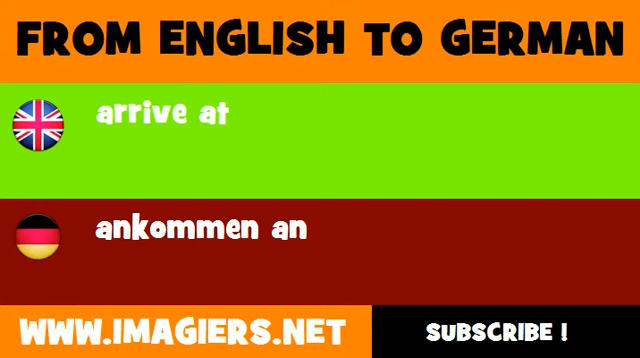 FROM ENGLISH TO GERMAN
arrive at
ankommen an
WWW.IMAGIERS.NET
SUBSCRIBE !